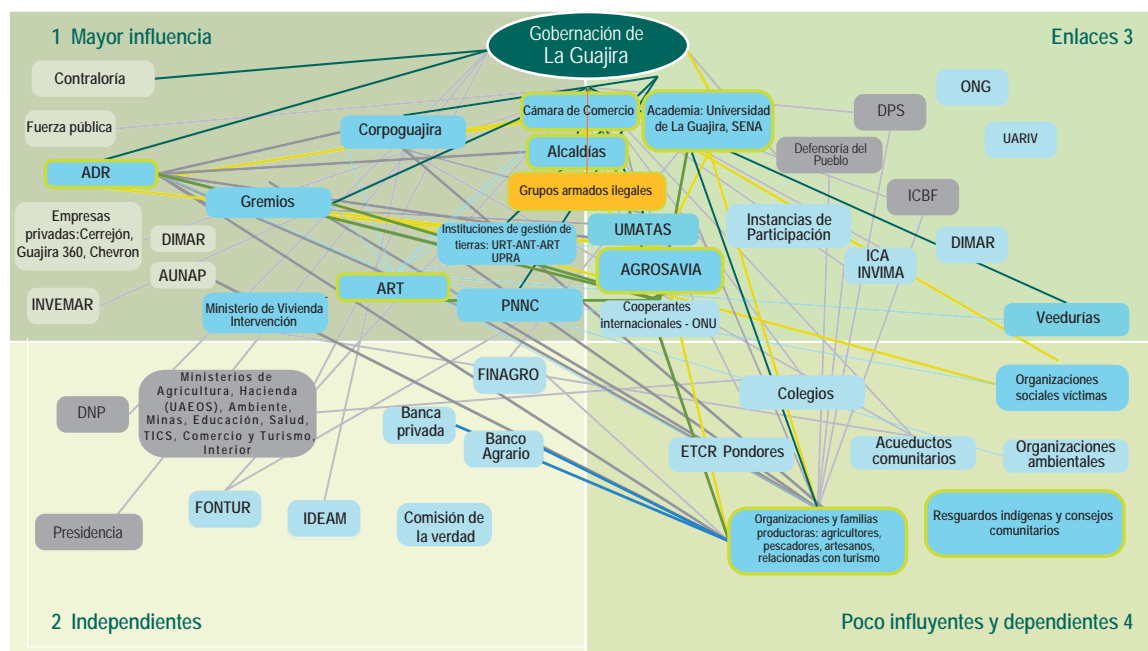 1 Mayor influencia
Gobernación de
La Guajira
Enlaces 3
Contraloría
Fuerza pública
ADR
Empresas
privadas:Cerrejón,
Guajira 360, Chevron
DIMAR
AUNAP
INVEMAR
Corpoguajira
Gremios
ART
Ministerio de Vivienda
Intervención
Cámara de Comercio
Alcaldías
Grupos armados ilegales
Instituciones de gestión de
tierras: URT-ANT-ART
UPRA
PNNC
Academia: Universidad
de La Guajira, SENA
UMATAS
AGROSAVIA
Cooperantes
internacionales - ONU
DPS
Defensoría del
Pueblo
ICBF
Instancias de
Participación
ICA
INVIMA
ONG
UARIV
DIMAR
Veedurías
DNP
Ministerios de
Agricultura, Hacienda
(UAEOS), Ambiente,
Minas, Educación, Salud,
TICS, Comercio y Turismo,
Interior
Presidencia
FONTUR
IDEAM
FINAGRO
Banca
privada
Banco
Agrario
Comisión de
la verdad
2 Independientes
Colegios
Organizaciones
sociales víctimas
ETCR Pondores
Acueductos
comunitarios
Organizaciones
ambientales
Organizaciones y familias
productoras: agricultores,
pescadores, artesanos,
relacionadas con turismo
Resguardos indígenas y consejos
comunitarios
Poco influyentes y dependientes 4